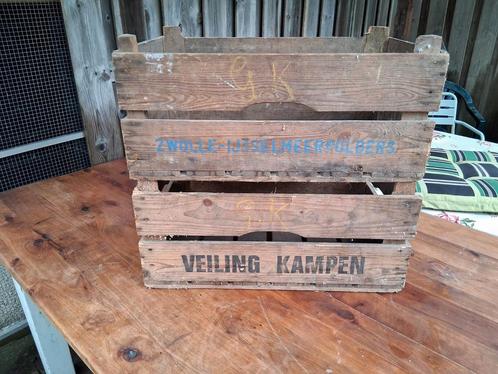 G.K
ZWOLLE-IJSSELMEERPOLDERS
G.K
VEILING KAMPEN